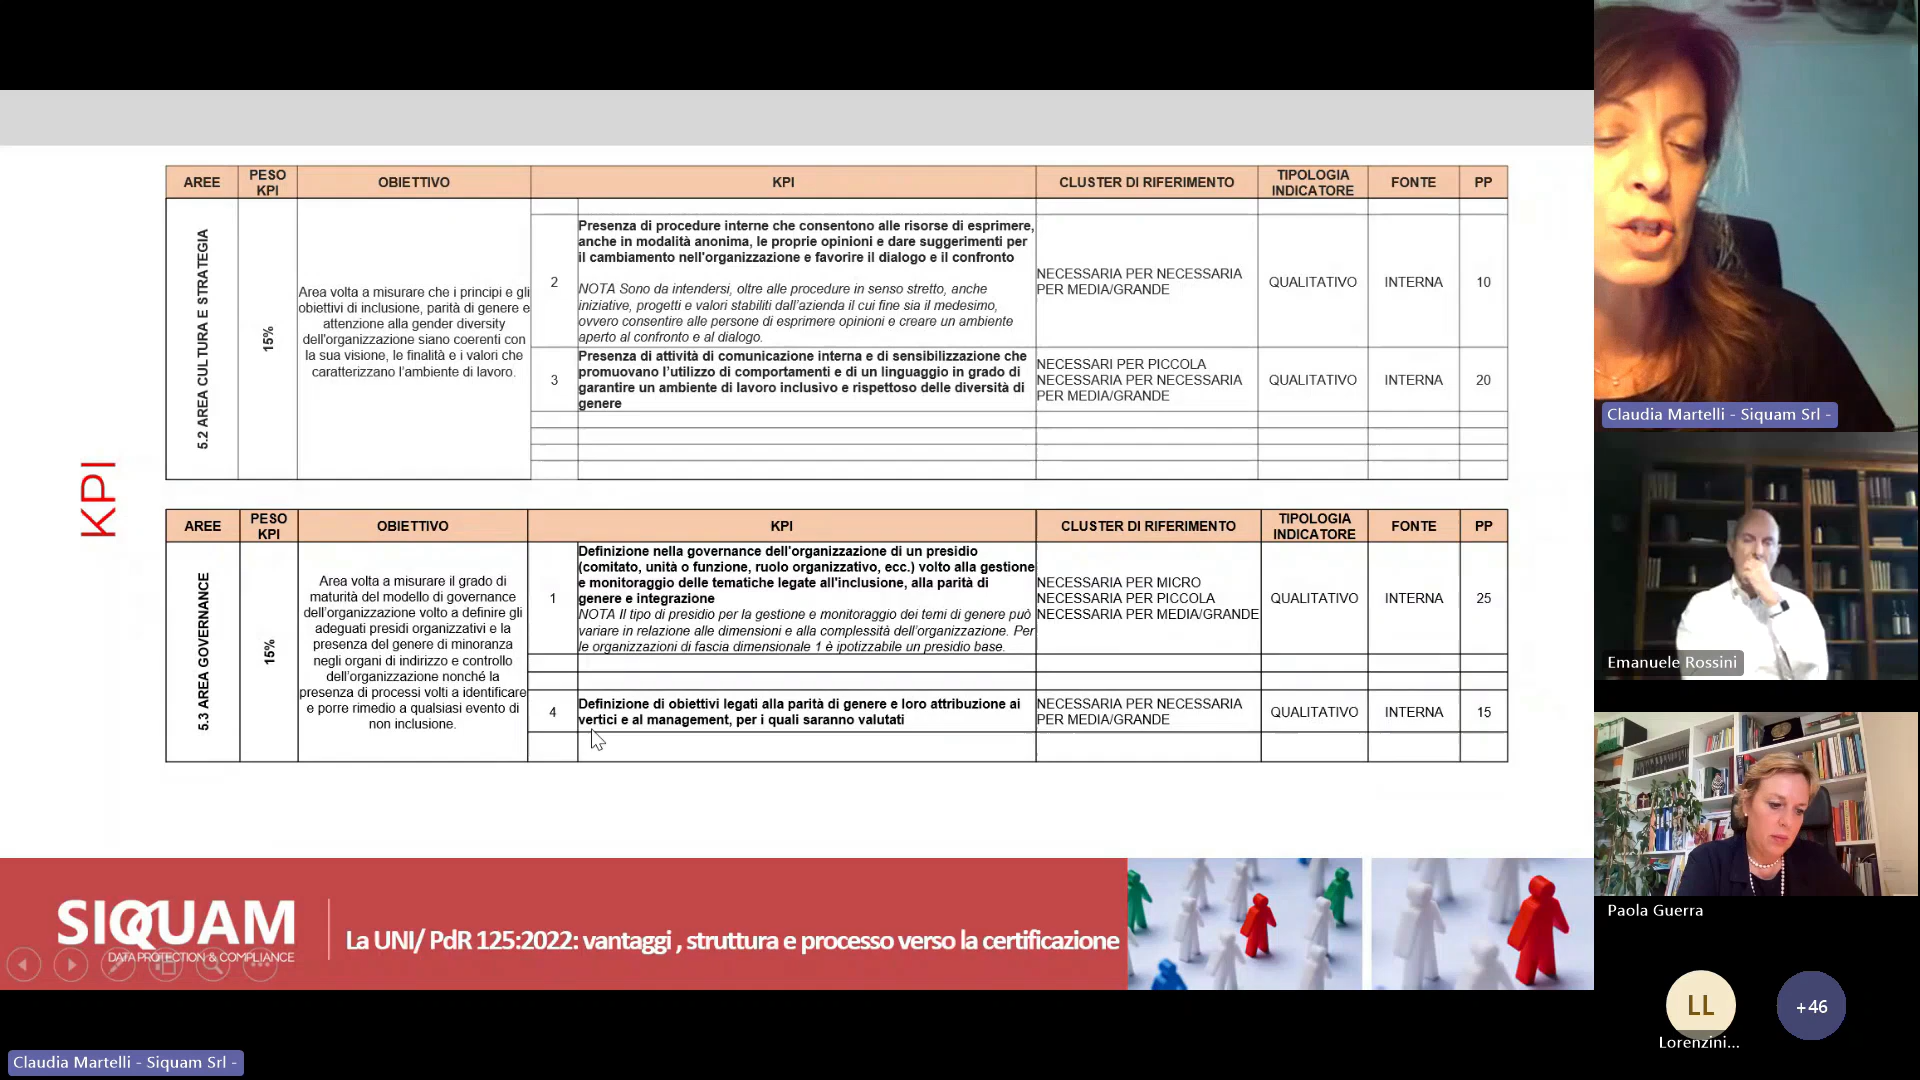 KPI
AREE
PESO
KPI
OBIETTIVO
KPI
CLUSTER DI RIFERIMENTO
TIPOLOGIA
INDICATORE
FONTE
PP
5.2 AREA CULTURA E STRATEGIA
15%
Area volta a misurare che i principi e gli
obiettivi di inclusione, parità di genere e
attenzione alla gender diversity
dell'organizzazione siano coerenti con
la sua visione, le finalità e i valori che
caratterizzano l'ambiente di lavoro.
2
Presenza di procedure interne che consentono alle risorse di esprimere,
anche in modalità anonima, le proprie opinioni e dare suggerimenti per
il cambiamento nell'organizzazione e favorire il dialogo e il confronto
NOTA Sono da intendersi, oltre alle procedure in senso stretto, anche
iniziative, progetti e valori stabiliti dall'azienda il cui fine sia il medesimo,
ovvero consentire alle persone di esprimere opinioni e creare un ambiente
aperto al confronto e al dialogo.
NECESSARIA PER NECESSARIA
PER MEDIA/GRANDE
QUALITATIVO
INTERNA
10
3
Presenza di attività di comunicazione interna e di sensibilizzazione che
promuovano l'utilizzo di comportamenti e di un linguaggio in grado di
garantire un ambiente di lavoro inclusivo e rispettoso delle diversità di
genere
NECESSARI PER PICCOLA
NECESSARIA PER NECESSARIA
PER MEDIA/GRANDE
QUALITATIVO
INTERNA
20
AREE
PESO
KPI
OBIETTIVO
KPI
CLUSTER DI RIFERIMENTO
TIPOLOGIA
INDICATORE
FONTE
PP
5.3 AREA GOVERNANCE
15%
Area volta a misurare il grado di
maturità del modello di governance
dell'organizzazione volto a definire gli
adeguati presidi organizzativi e la
presenza del genere di minoranza
negli organi di indirizzo e controllo
dell'organizzazione nonché la
presenza di processi volti a identificare
e porre rimedio a qualsiasi evento di
non inclusione.
1
Definizione nella governance dell'organizzazione di un presidio
(comitato, unità o funzione, ruolo organizzativo, ecc.) volto alla gestione
e monitoraggio delle tematiche legate all'inclusione, alla parità di
genere e integrazione
NOTA Il tipo di presidio per la gestione e monitoraggio dei temi di genere può
variare in relazione alle dimensioni e alla complessità dell'organizzazione. Per
le organizzazioni di fascia dimensionale 1 è ipotizzabile un presidio base.
NECESSARIA PER MICRO
NECESSARIA PER PICCOLA
NECESSARIA PER MEDIA/GRANDE
QUALITATIVO
INTERNA
25
4
Definizione di obiettivi legati alla parità di genere e loro attribuzione ai
vertici e al management, per i quali saranno valutati
NECESSARIA PER NECESSARIA
PER MEDIA/GRANDE
QUALITATIVO
INTERNA
15
SIQUAM
DATA PROTECTION & COMPLIANCE
La UNI/ PdR 125:2022: vantaggi , struttura e processo verso la certificazione
Claudia Martelli - Siquam Srl -
Emanuele Rossini
Paola Guerra
LL
Lorenzini...
+46
Claudia Martelli - Siquam Srl -